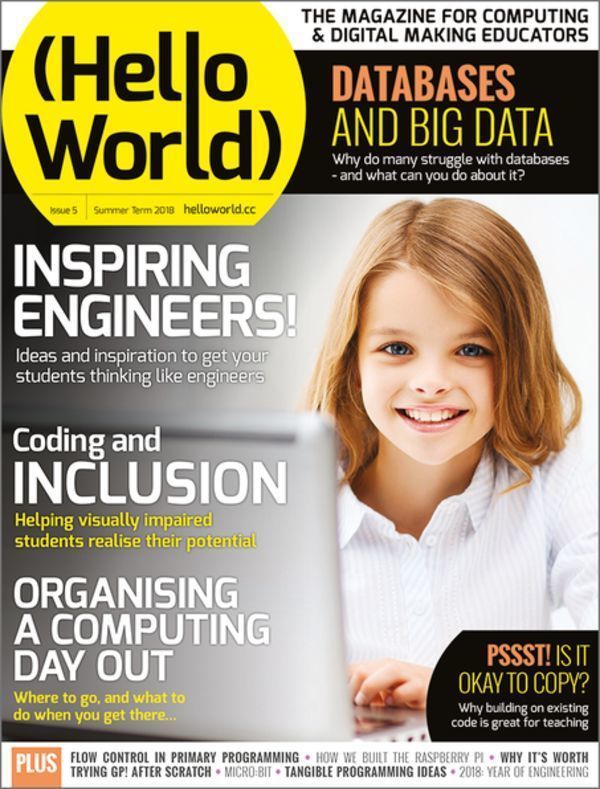 THE MAGAZINE FOR COMPUTING
& DIGITAL MAKING EDUCATORS
(Hello
World)
Issue 5 | Summer Term 2018 helloworld.cc
DATABASES
AND BIG DATA
Why do many struggle with databases
- and what can you do about it?
INSPIRING
ENGINEERS!
Ideas and inspiration to get your
students thinking like engineers
Coding and
INCLUSION
Helping visually impaired
students realise their potential
ORGANISING
A COMPUTING
DAY OUT
Where to go, and what to
do when you get there...
PSSST! IS IT
OKAY TO COPY?
Why building on existing
code is great for teaching
PLUS
FLOW CONTROL IN PRIMARY PROGRAMMING • HOW WE BUILT THE RASPBERRY PI • WHY IT'S WORTH
TRYING GP! AFTER SCRATCH • MICRO:BIT • TANGIBLE PROGRAMMING IDEAS • 2018: YEAR OF ENGINEERING